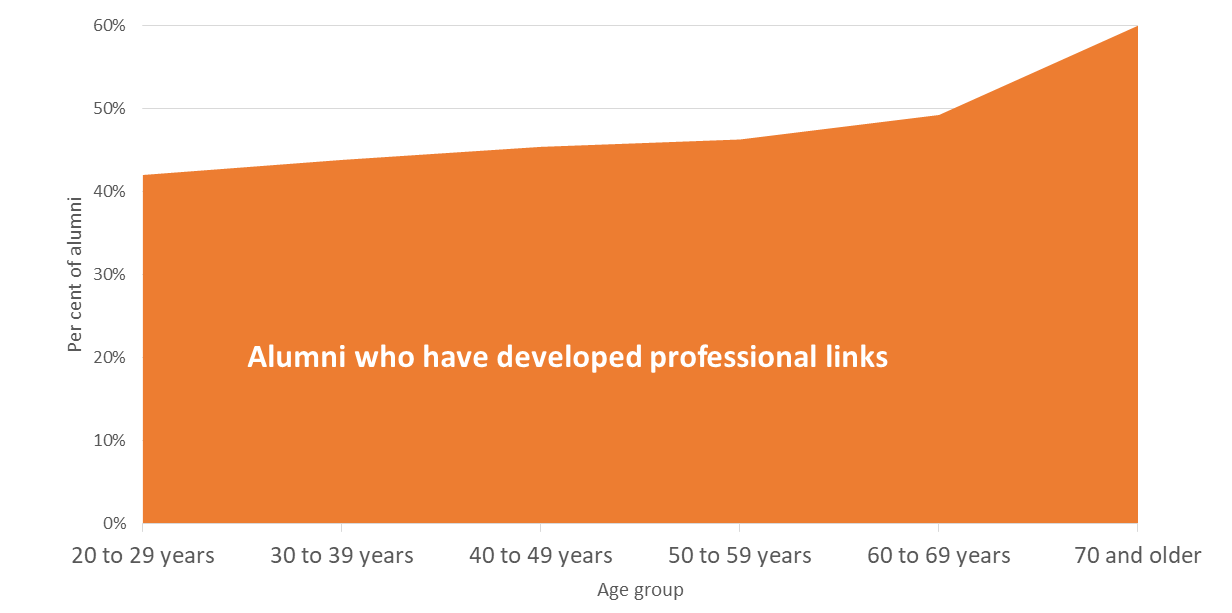 60%
50%
40%
30%
20%
10%
0%
Per cent of alumni
Alumni who have developed professional links
20 to 29 years
30 to 39 years
40 to 49 years
50 to 59 years
60 to 69 years
70 and older
Age group